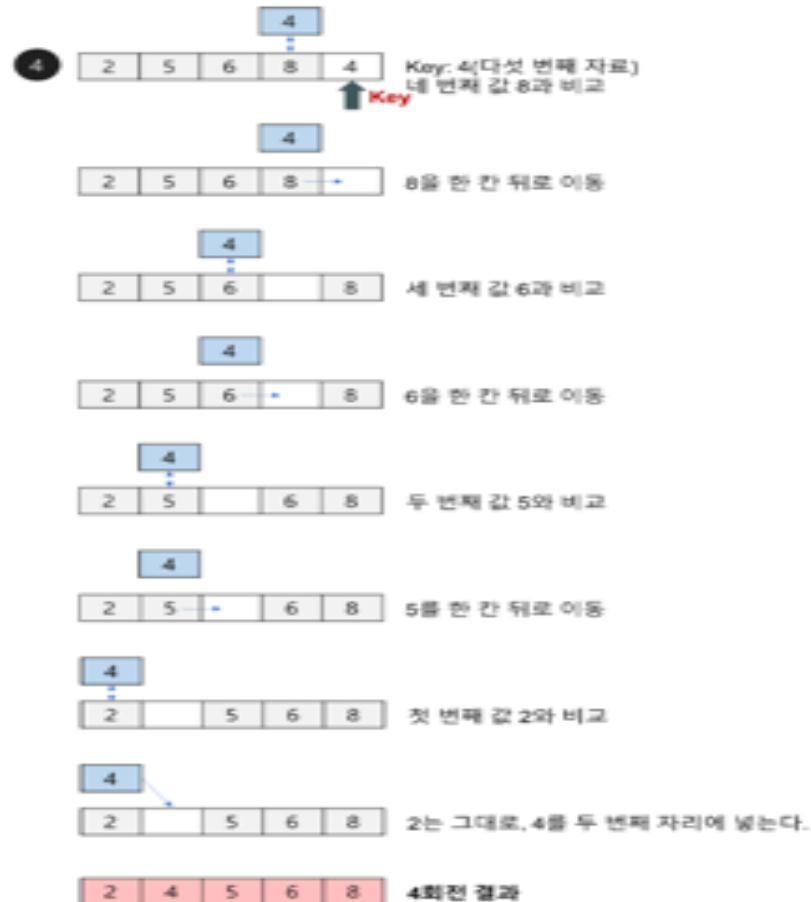 4
4 2 5 6 8 4 Key: 4(다섯 번째 자료)
Key 네 번째 값 8과 비교
4
2 5 6 8 8을 한 칸 뒤로 이동
4
2 5 6 8 세 번째 값 6과 비교
4
2 5 6 8 6을 한 칸 뒤로 이동
4
2 5 6 8 두 번째 값 5와 비교
4
2 5 6 8 5를 한 칸 뒤로 이동
4
2 5 6 8 첫 번째 값 2와 비교
4
2 5 6 8 2는 그대로, 4를 두 번째 자리에 넣는다.
2 4 5 6 8 4회전 결과